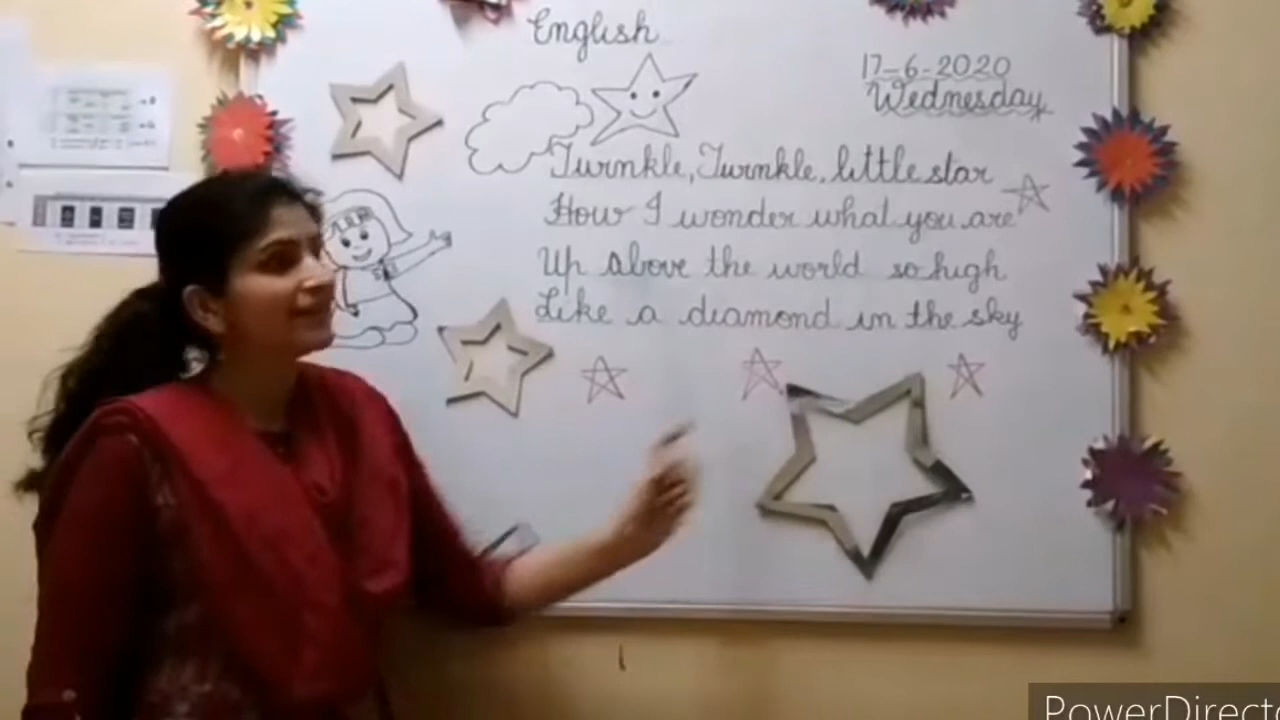 English
17-6-2020
Wednesday
Twinkle, Twinkle, little star
How I wonder what you are
Up above the world so high
Like a diamond in the sky